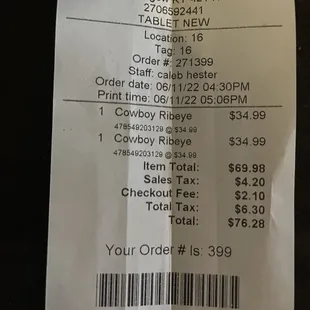 2706592441
TABLET NEW
Location: 16
Tag: 16
Order #: 271399
Staff: caleb hester
Order date: 06/11/22 04:30PM
Print time: 06/11/22 05:06PM
1 Cowboy Ribeye $34.99
478549203129 @ $34.99
1 Cowboy Ribeye $34.99
478549203129 @ $34.99
Item Total: $69.98
Sales Tax: $4.20
Checkout Fee: $2.10
Total Tax: $6.30
Total: $76.28
Your Order # Is: 399